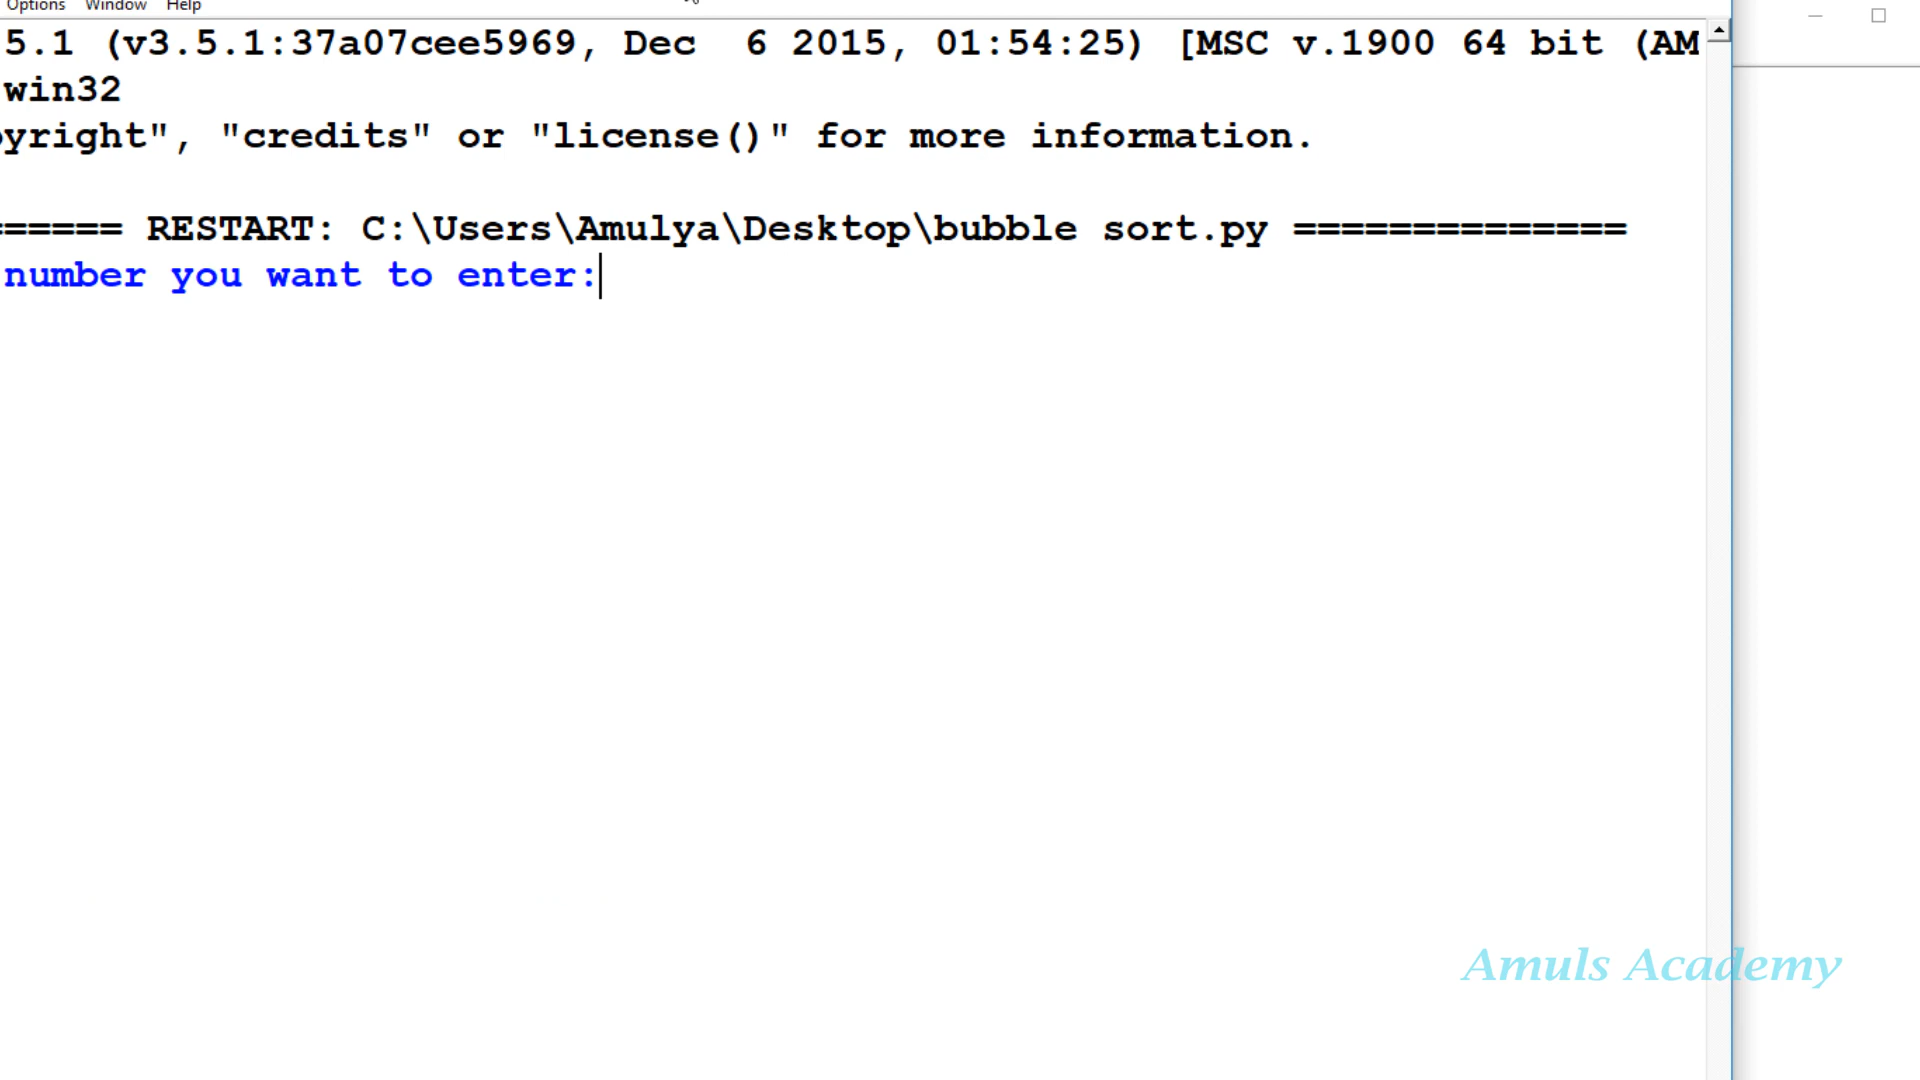 Options Window Help
5.1 (v3.5.1:37a07cee5969, Dec 6 2015, 01:54:25) [MSC v.1900 64 bit (AM
win32
yright", "credits" or "license()" for more information.
====== RESTART: C:\Users\Amulya\Desktop\bubble sort.py ==============
number you want to enter:
Amuls Academy